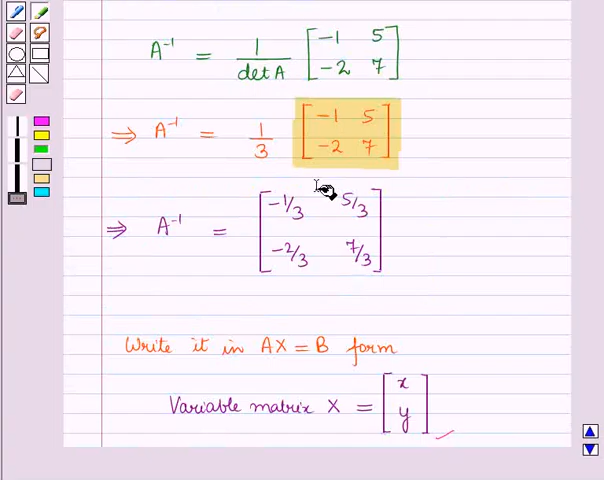 A⁻¹ = 1/detA [-1 5
-2 7]
⇒ A⁻¹ = 1/3 [-1 5
-2 7]
⇒ A⁻¹ = [-1/3 5/3
-2/3 7/3]
Write it in AX = B form
Variable matrix X = [x
y]